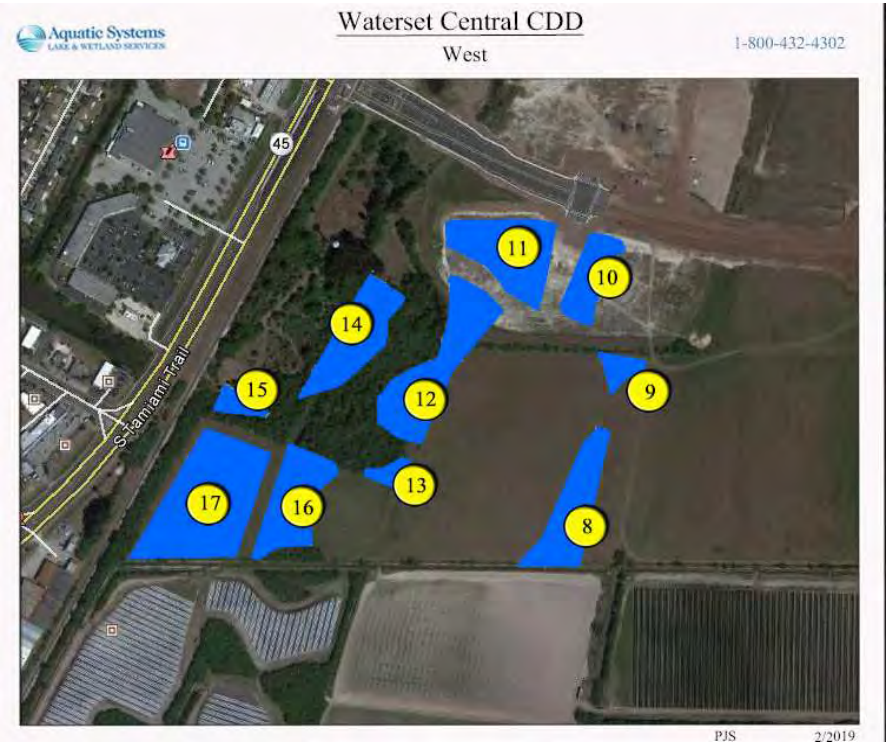 Aquatic Systems
LAKE & WETLAND SERVICES
Waterset Central CDD
West
1-800-432-4302
45
11
10
14
15
12
9
S Tamiami Trail
13
17
16
8
PJS
2/2019